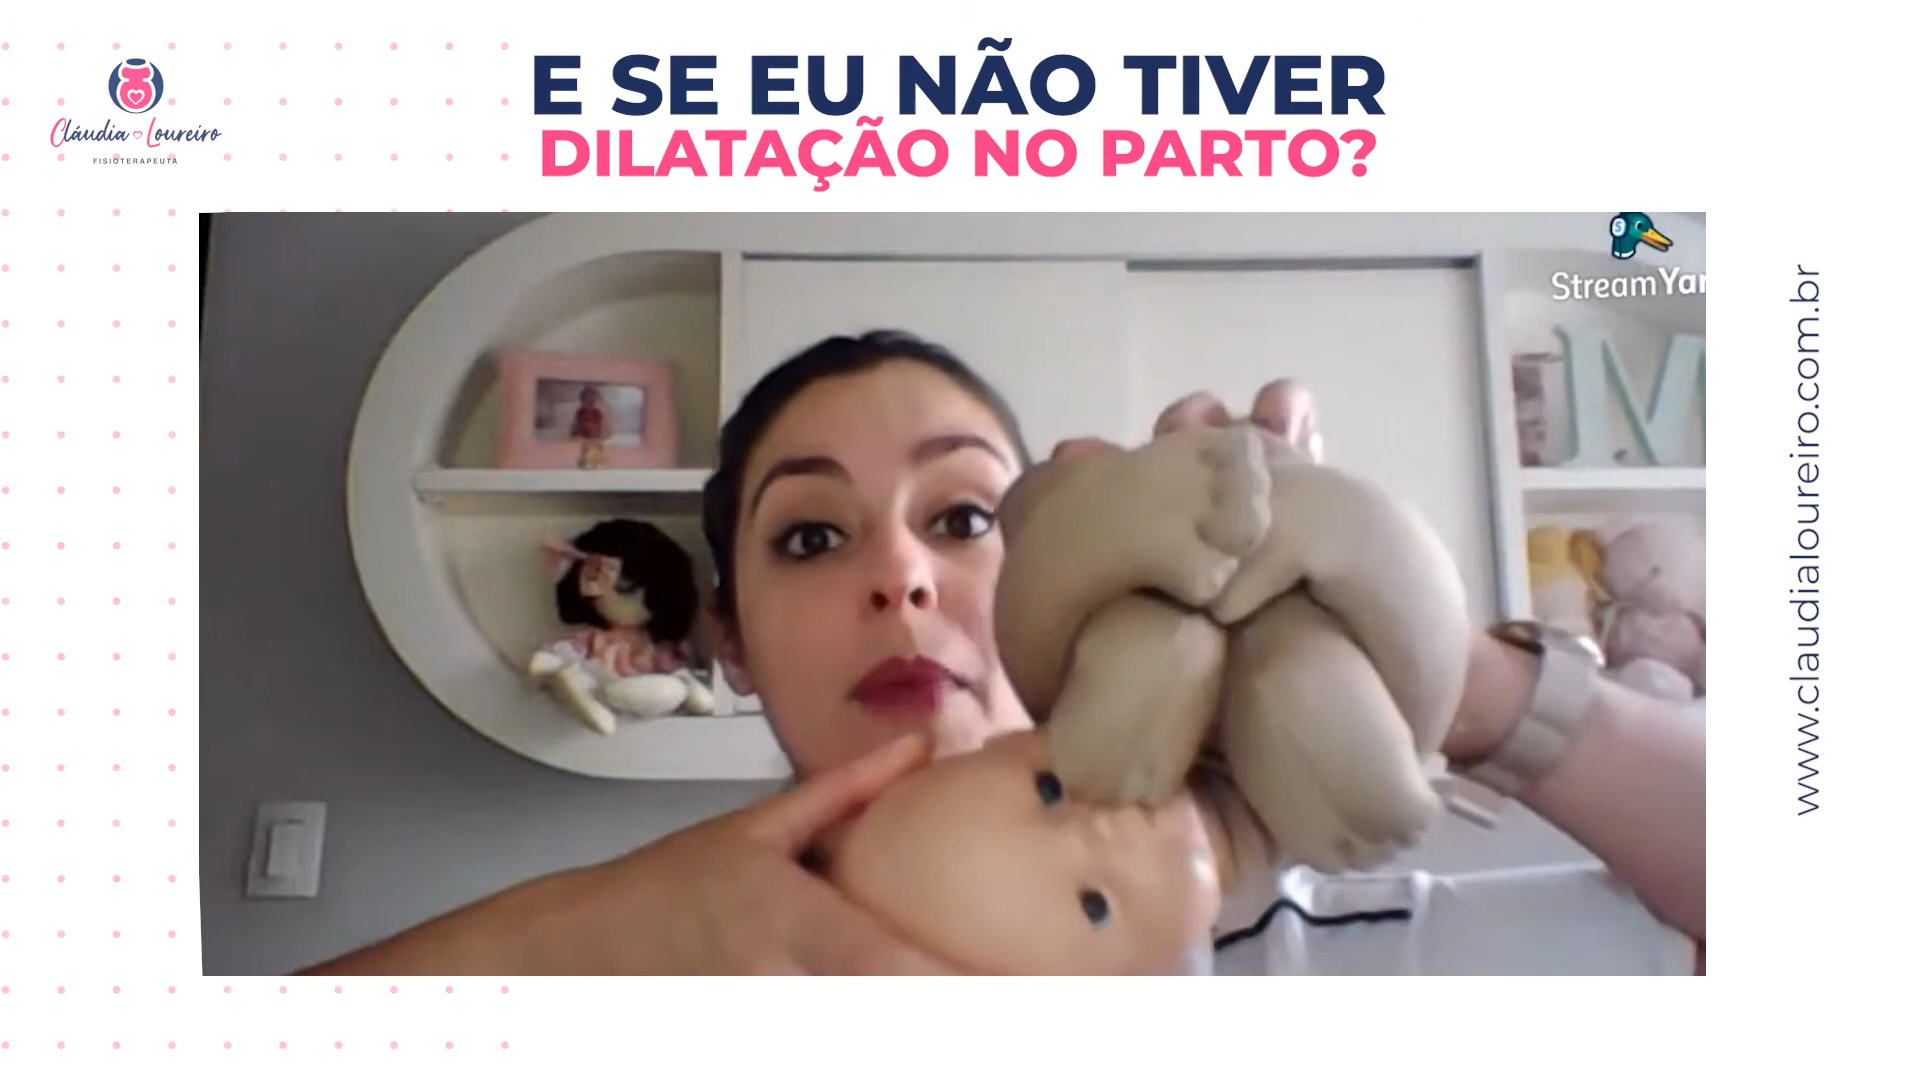 E SE EU NÃO TIVER
DILATAÇÃO NO PARTO?
Cláudia Loureiro
FISIOTERAPEUTA
StreamYar
M
www.claudialoureiro.com.br